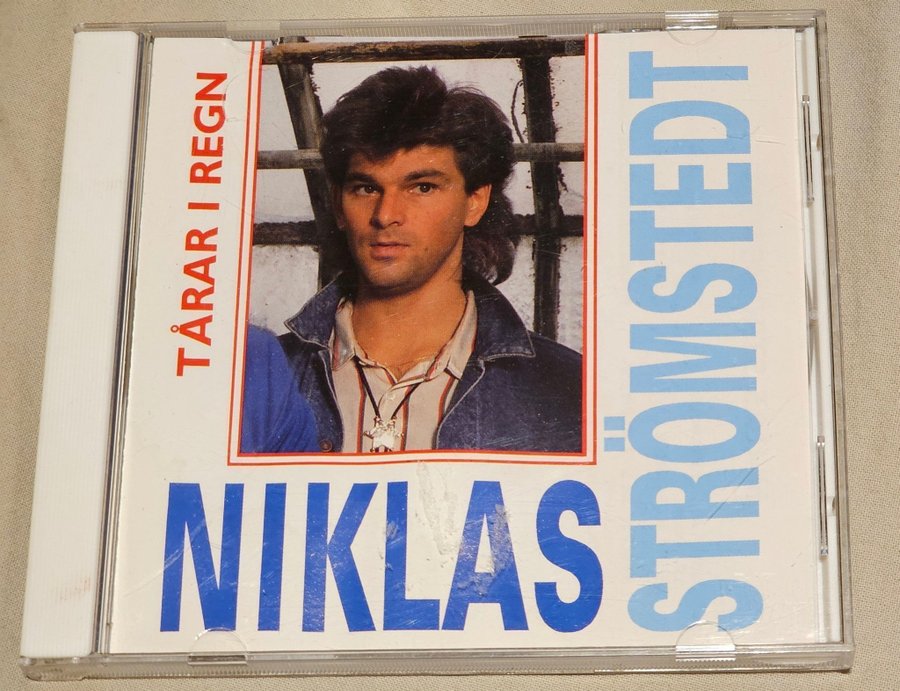 TÅRAR I REGN
NIKLAS
STRÖMSTEDT